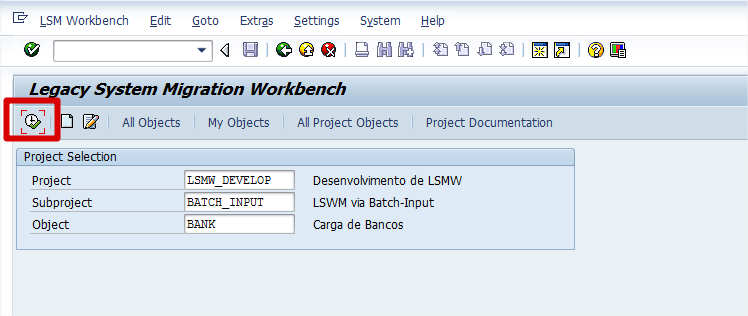 LSM Workbench Edit Goto Extras Settings System Help
Legacy System Migration Workbench
All Objects My Objects All Project Objects Project Documentation
Project Selection
Project LSMW_DEVELOP Desenvolvimento de LSMW
Subproject BATCH_INPUT LSWM via Batch-Input
Object BANK Carga de Bancos